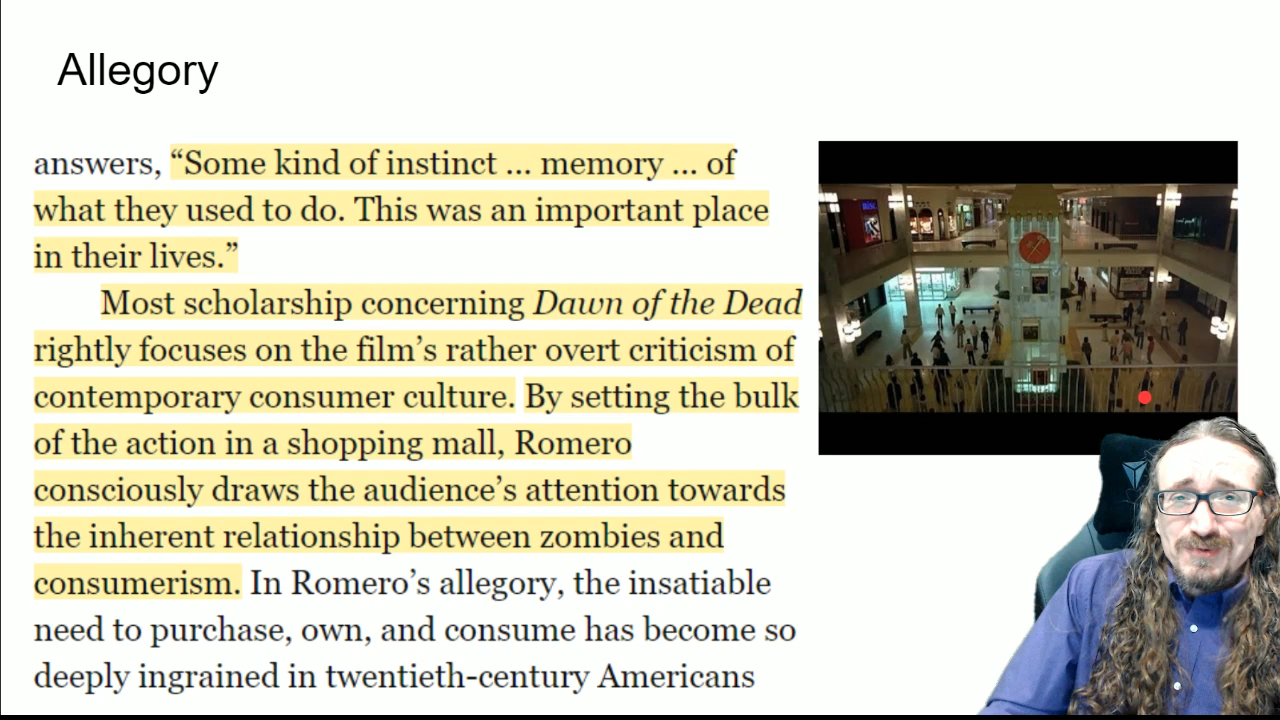 Allegory
answers, “Some kind of instinct ... memory ... of
what they used to do. This was an important place
in their lives.”
Most scholarship concerning Dawn of the Dead
rightly focuses on the film’s rather overt criticism of
contemporary consumer culture. By setting the bulk
of the action in a shopping mall, Romero
consciously draws the audience’s attention towards
the inherent relationship between zombies and
consumerism. In Romero’s allegory, the insatiable
need to purchase, own, and consume has become so
deeply ingrained in twentieth-century Americans